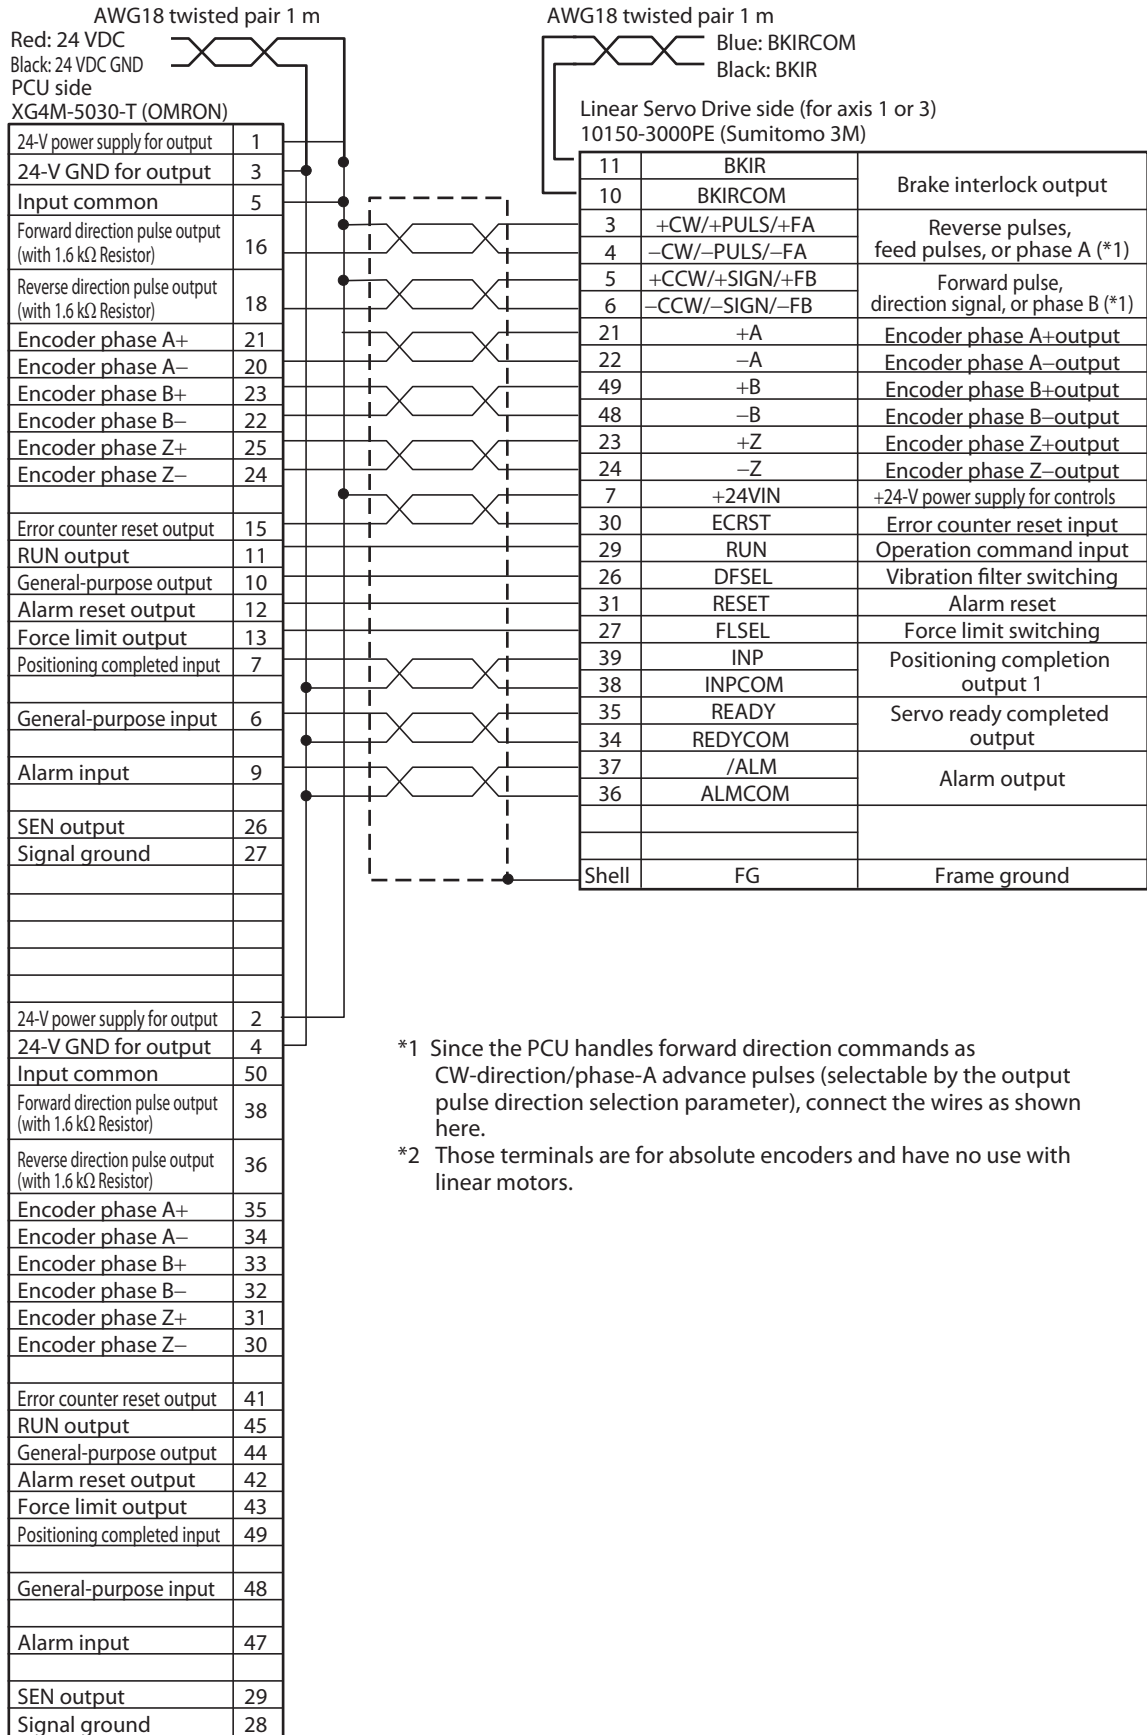 AWG18 twisted pair 1 m
Red: 24 VDC
Black: 24 VDC GND
PCU side
XG4M-5030-T (OMRON)
24-V power supply for output 1
24-V GND for output 3
Input common 5
Forward direction pulse output
(with 1.6 kΩ Resistor) 16
Reverse direction pulse output
(with 1.6 kΩ Resistor) 18
Encoder phase A+ 21
Encoder phase A− 20
Encoder phase B+ 23
Encoder phase B− 22
Encoder phase Z+ 25
Encoder phase Z− 24
Error counter reset output 15
RUN output 11
General-purpose output 10
Alarm reset output 12
Force limit output 13
Positioning completed input 7
General-purpose input 6
Alarm input 9
SEN output 26
Signal ground 27
24-V power supply for output 2
24-V GND for output 4
Input common 50
Forward direction pulse output
(with 1.6 kΩ Resistor) 38
Reverse direction pulse output
(with 1.6 kΩ Resistor) 36
Encoder phase A+ 35
Encoder phase A− 34
Encoder phase B+ 33
Encoder phase B− 32
Encoder phase Z+ 31
Encoder phase Z− 30
Error counter reset output 41
RUN output 45
General-purpose output 44
Alarm reset output 42
Force limit output 43
Positioning completed input 49
General-purpose input 48
Alarm input 47
SEN output 29
Signal ground 28
AWG18 twisted pair 1 m
Blue: BKIRCOM
Black: BKIR
Linear Servo Drive side (for axis 1 or 3)
10150-3000PE (Sumitomo 3M)
11 BKIR
Brake interlock output
10 BKIRCOM
3 +CW/+PULS/+FA Reverse pulses,
4 −CW/−PULS/−FA feed pulses, or phase A (*1)
5 +CCW/+SIGN/+FB Forward pulse,
6 −CCW/−SIGN/−FB direction signal, or phase B (*1)
21 +A Encoder phase A+output
22 −A Encoder phase A−output
49 +B Encoder phase B+output
48 −B Encoder phase B−output
23 +Z Encoder phase Z+output
24 −Z Encoder phase Z−output
7 +24VIN +24-V power supply for controls
30 ECRST Error counter reset input
29 RUN Operation command input
26 DFSEL Vibration filter switching
31 RESET Alarm reset
27 FLSEL Force limit switching
39 INP Positioning completion
38 INPCOM output 1
35 READY Servo ready completed
34 REDYCOM output
37 /ALM
Alarm output
36 ALMCOM
Shell FG Frame ground
*1 Since the PCU handles forward direction commands as
CW-direction/phase-A advance pulses (selectable by the output
pulse direction selection parameter), connect the wires as shown
here.
*2 Those terminals are for absolute encoders and have no use with
linear motors.